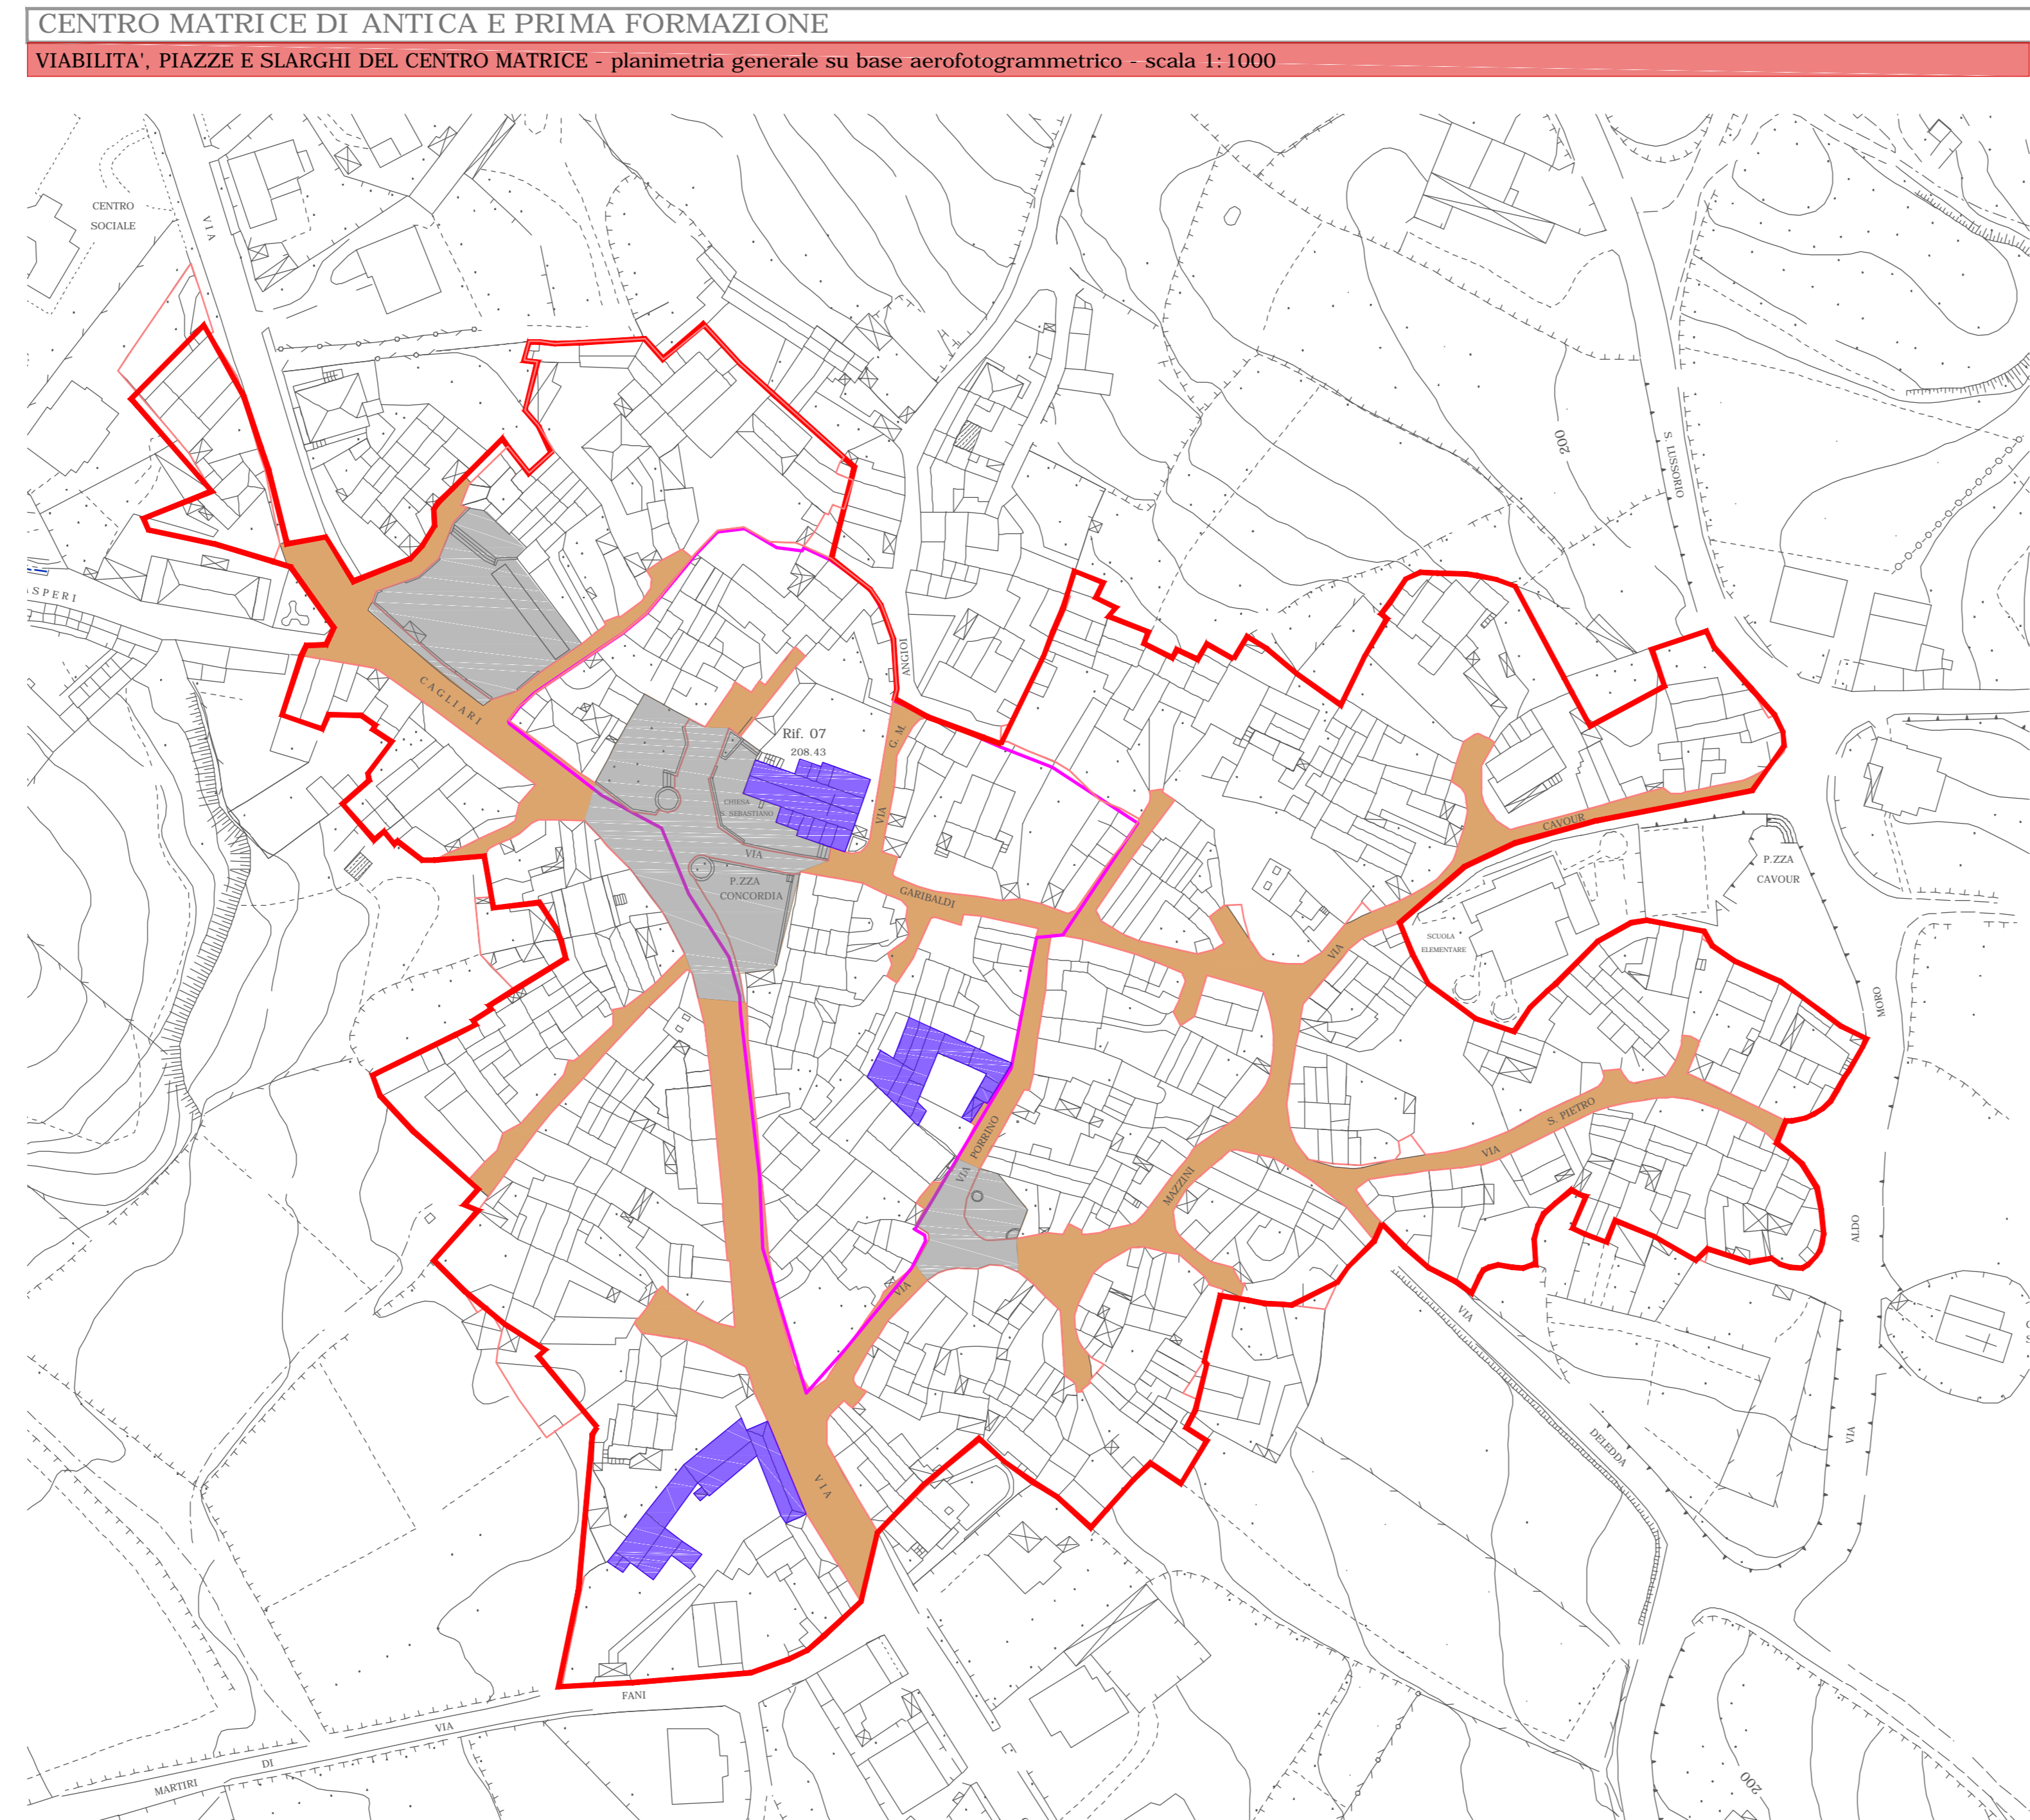 CENTRO MATRICE DI ANTICA E PRIMA FORMAZIONE
VIABILITA', PIAZZE E SLARGHI DEL CENTRO MATRICE - planimetria generale su base aerofotogrammetrico - scala 1:1000
CENTRO
SOCIALE
VIA
200
S. LUSSORIO
ASPERI
CAGLIARI
ANGIOI
G. M.
VIA
Rif. 07
208.43
CHIESA
S. SEBASTIANO
VIA
P.ZZA
CONCORDIA
GARIBALDI
CAVOUR
P.ZZA
CAVOUR
VIA
SCUOLA
ELEMENTARE
MORO
S. PIETRO
VIA
PORRINO
VIA
MAZZINI
VIA
ALDO
VIA
DELEDDA
VIA
VIA
FANI
VIA
DI
MARTIRI
200